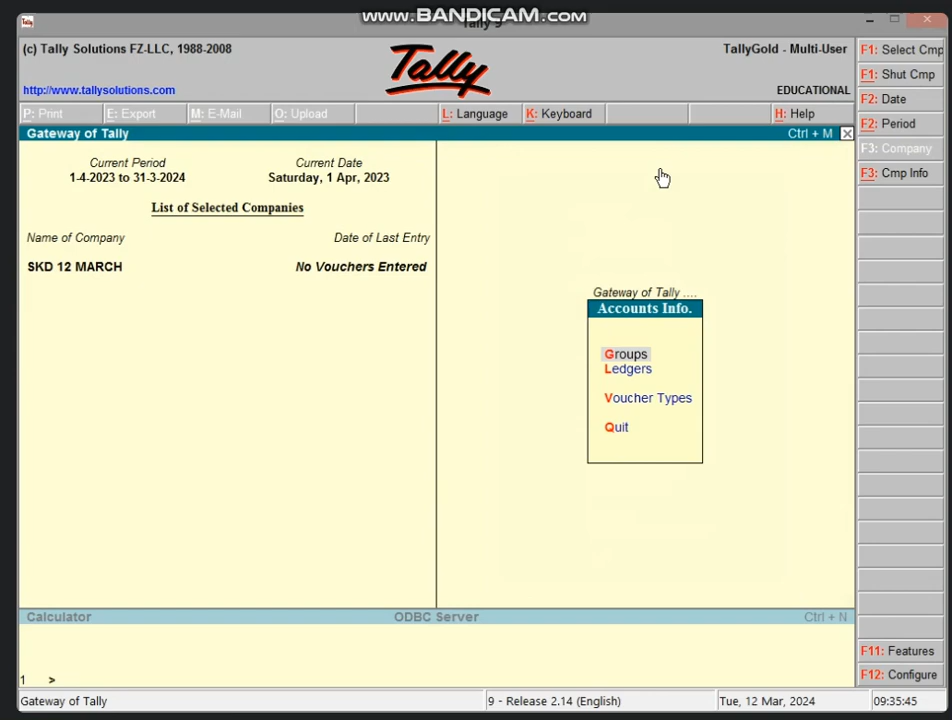 www.BANDICAM.com
Tally 9
(c) Tally Solutions FZ-LLC, 1988-2008
Tally
TallyGold - Multi-User
http://www.tallysolutions.com
EDUCATIONAL
P: Print
E: Export
M: E-Mail
O: Upload
L: Language
K: Keyboard
H: Help
Gateway of Tally
Ctrl + M
Current Period
Current Date
1-4-2023 to 31-3-2024
Saturday, 1 Apr, 2023
List of Selected Companies
Name of Company
Date of Last Entry
SKD 12 MARCH
No Vouchers Entered
Gateway of Tally ....
Accounts Info.
Groups
Ledgers
Voucher Types
Quit
F1: Select Cmp
F1: Shut Cmp
F2: Date
F2: Period
F3: Company
F3: Cmp Info
F11: Features
F12: Configure
Calculator
ODBC Server
Ctrl + N
1 >
Gateway of Tally
9 - Release 2.14 (English)
Tue, 12 Mar, 2024
09:35:45